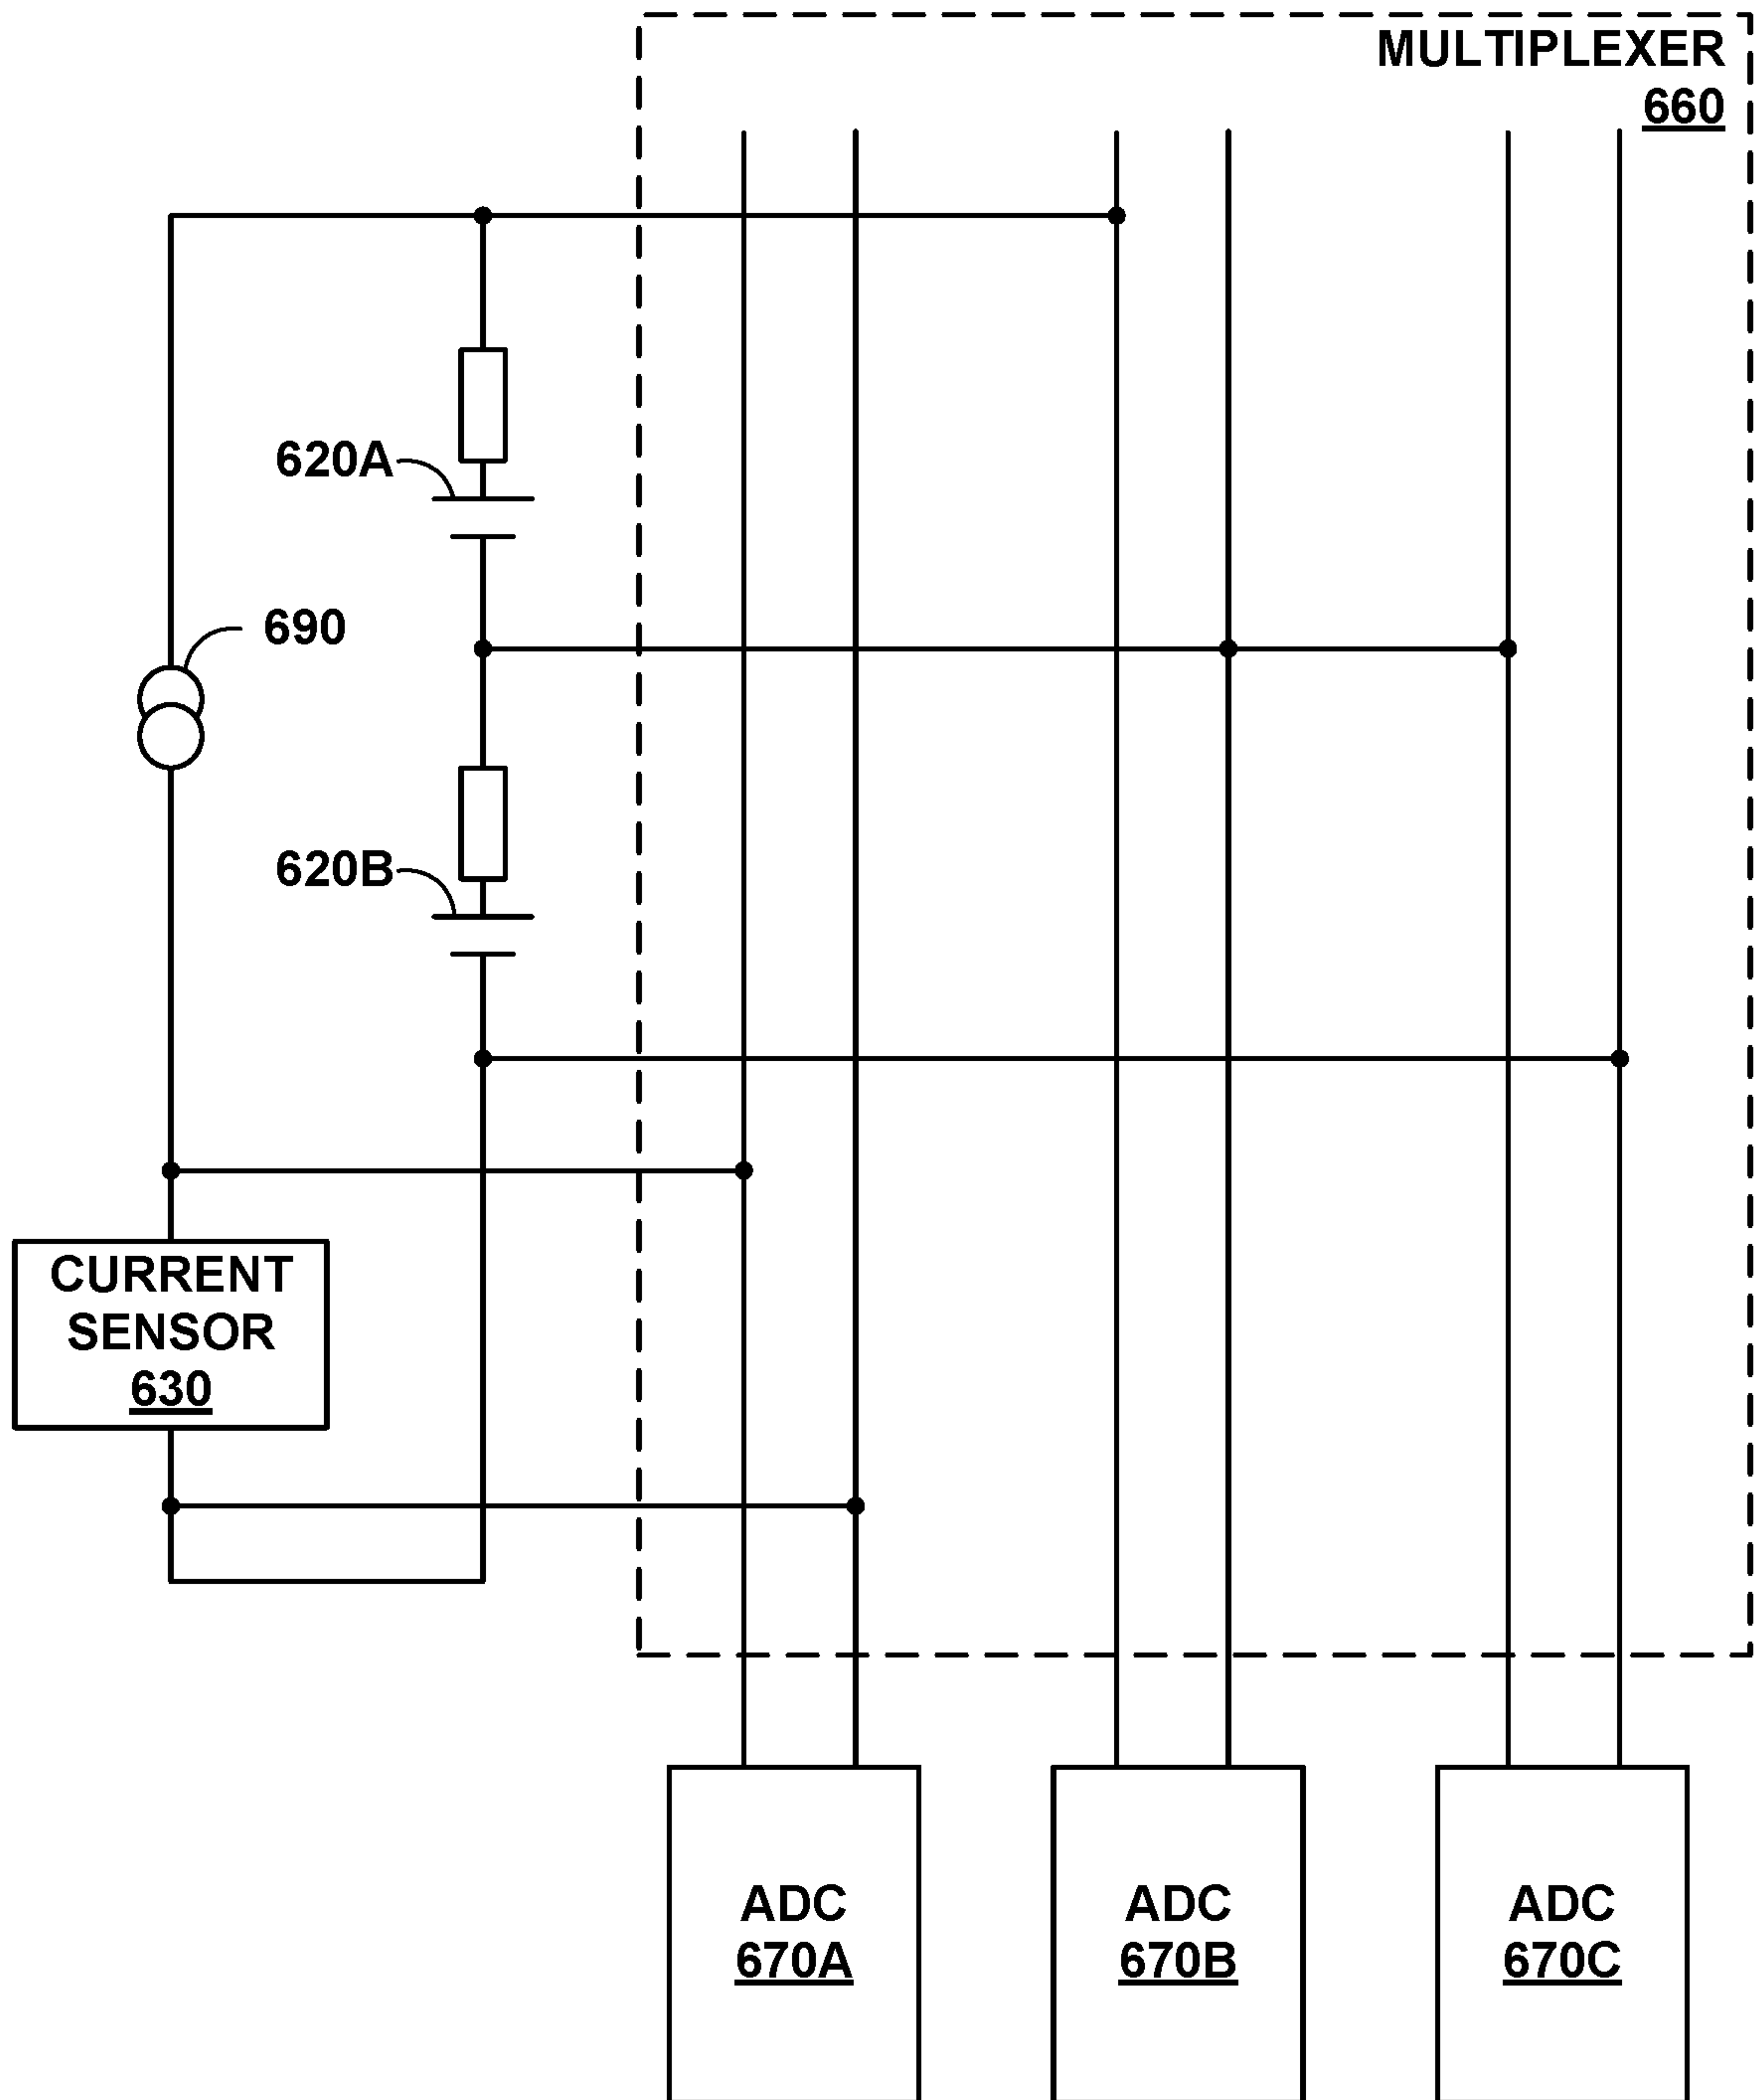 MULTIPLEXER
660
620A
690
620B
CURRENT
SENSOR
630
ADC
670A
ADC
670B
ADC
670C